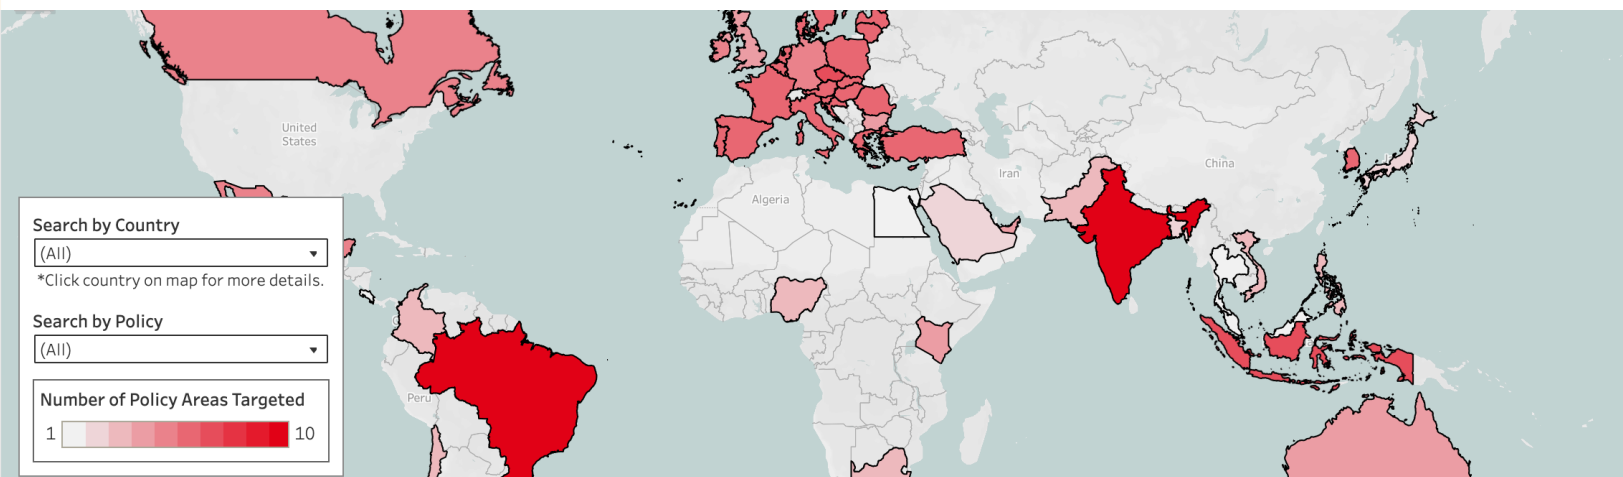 United
States
Algeria
Iran
China
Peru
Search by Country
(All)
*Click country on map for more details.
Search by Policy
(All)
Number of Policy Areas Targeted
1 10